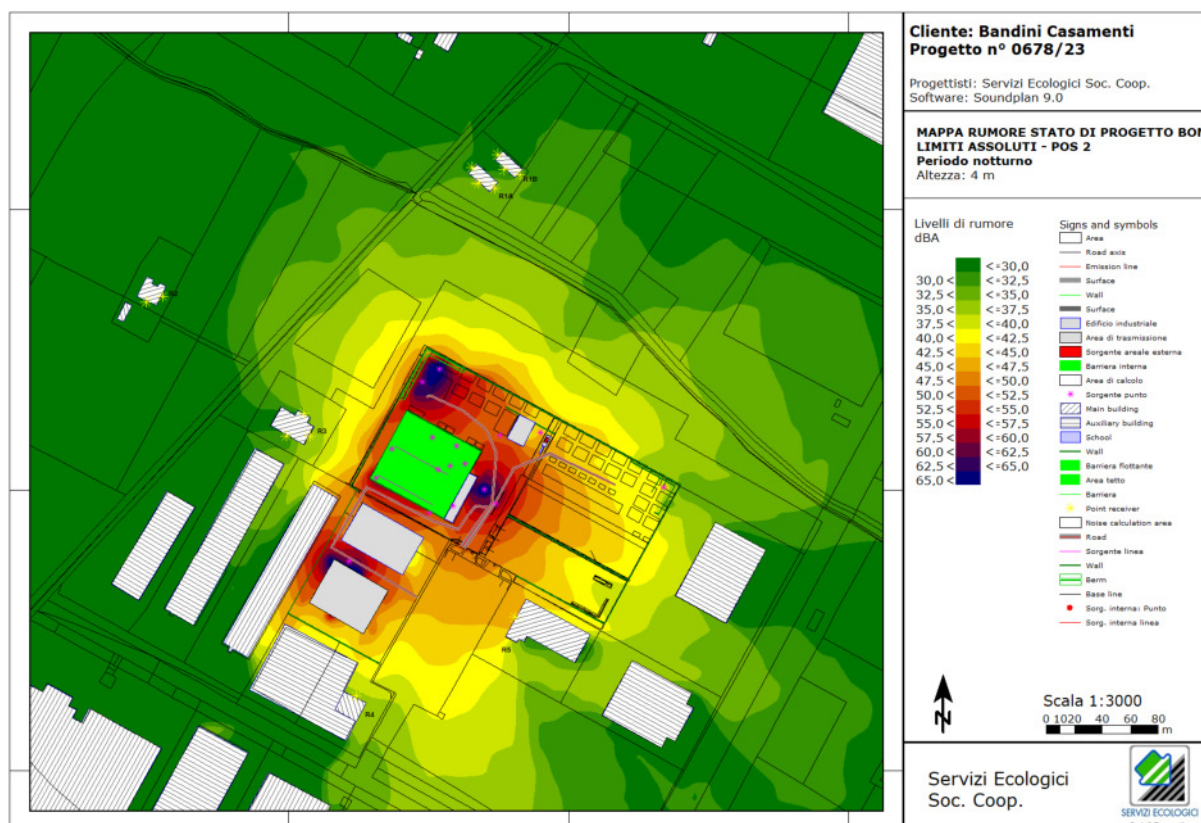 Cliente: Bandini Casamenti
Progetto n° 0678/23
Progettisti: Servizi Ecologici Soc. Coop.
Software: Soundplan 9.0
MAPPA RUMORE STATO DI PROGETTO
LIMITI ASSOLUTI - POS 2
Periodo notturno
Altezza: 4 m
Livelli di rumore
dBA
<=30,0
30,0 < <=32,5
32,5 < <=35,0
35,0 < <=37,5
37,5 < <=40,0
40,0 < <=42,5
42,5 < <=45,0
45,0 < <=47,5
47,5 < <=50,0
50,0 < <=52,5
52,5 < <=55,0
55,0 < <=57,5
57,5 < <=60,0
60,0 < <=62,5
62,5 < <=65,0
65,0 <
Signs and symbols
Area
Road axis
Emission line
Surface
Wall
Surface
Edificio industriale
Area di trasmissione
Sorgente areale esterna
Barriera interna
Area di calcolo
Sorgente punto
Main building
Auxiliary building
School
Wall
Barriera flottante
Area tetto
Barriera
Point receiver
Noise calculation area
Road
Sorgente linea
Wall
Berm
Base line
Sorg. interna: Punto
Sorg. interna linea
R1B
R1A
R3
R5
R4
N
Scala 1:3000
0 1020 40 60 80
m
Servizi Ecologici
Soc. Coop.
SERVIZI ECOLOGICI